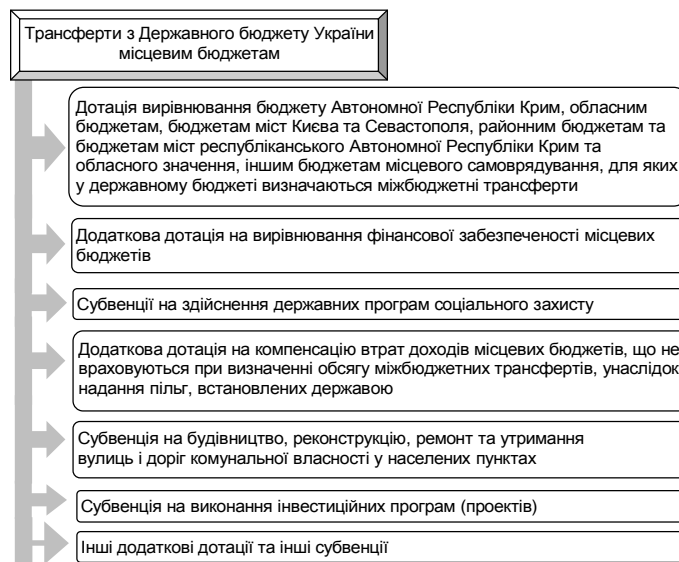 Трансферти з Державного бюджету України
місцевим бюджетам
Дотація вирівнювання бюджету Автономної Республіки Крим, обласним
бюджетам, бюджетам міст Києва та Севастополя, районним бюджетам та
бюджетам міст республіканського Автономної Республіки Крим та
обласного значення, іншим бюджетам місцевого самоврядування, для яких
у державному бюджеті визначаються міжбюджетні трансферти
Додаткова дотація на вирівнювання фінансової забезпеченості місцевих
бюджетів
Субвенції на здійснення державних програм соціального захисту
Додаткова дотація на компенсацію втрат доходів місцевих бюджетів, що не
враховуються при визначенні обсягу міжбюджетних трансфертів, унаслідок
надання пільг, встановлених державою
Субвенція на будівництво, реконструкцію, ремонт та утримання
вулиць і доріг комунальної власності у населених пунктах
Субвенція на виконання інвестиційних програм (проектів)
Інші додаткові дотації та інші субвенції